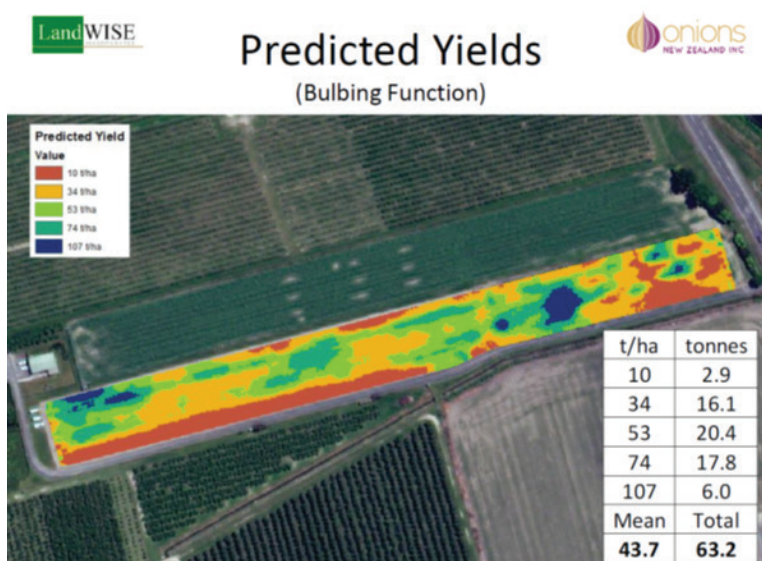 LandWISE
INCORPORATED
Predicted Yields
(Bulbing Function)
onions
NEW ZEALAND INC
Predicted Yield
Value
10 t/ha
34 t/ha
53 t/ha
74 t/ha
107 t/ha
t/ha tonnes
10 2.9
34 16.1
53 20.4
74 17.8
107 6.0
Mean Total
43.7 63.2